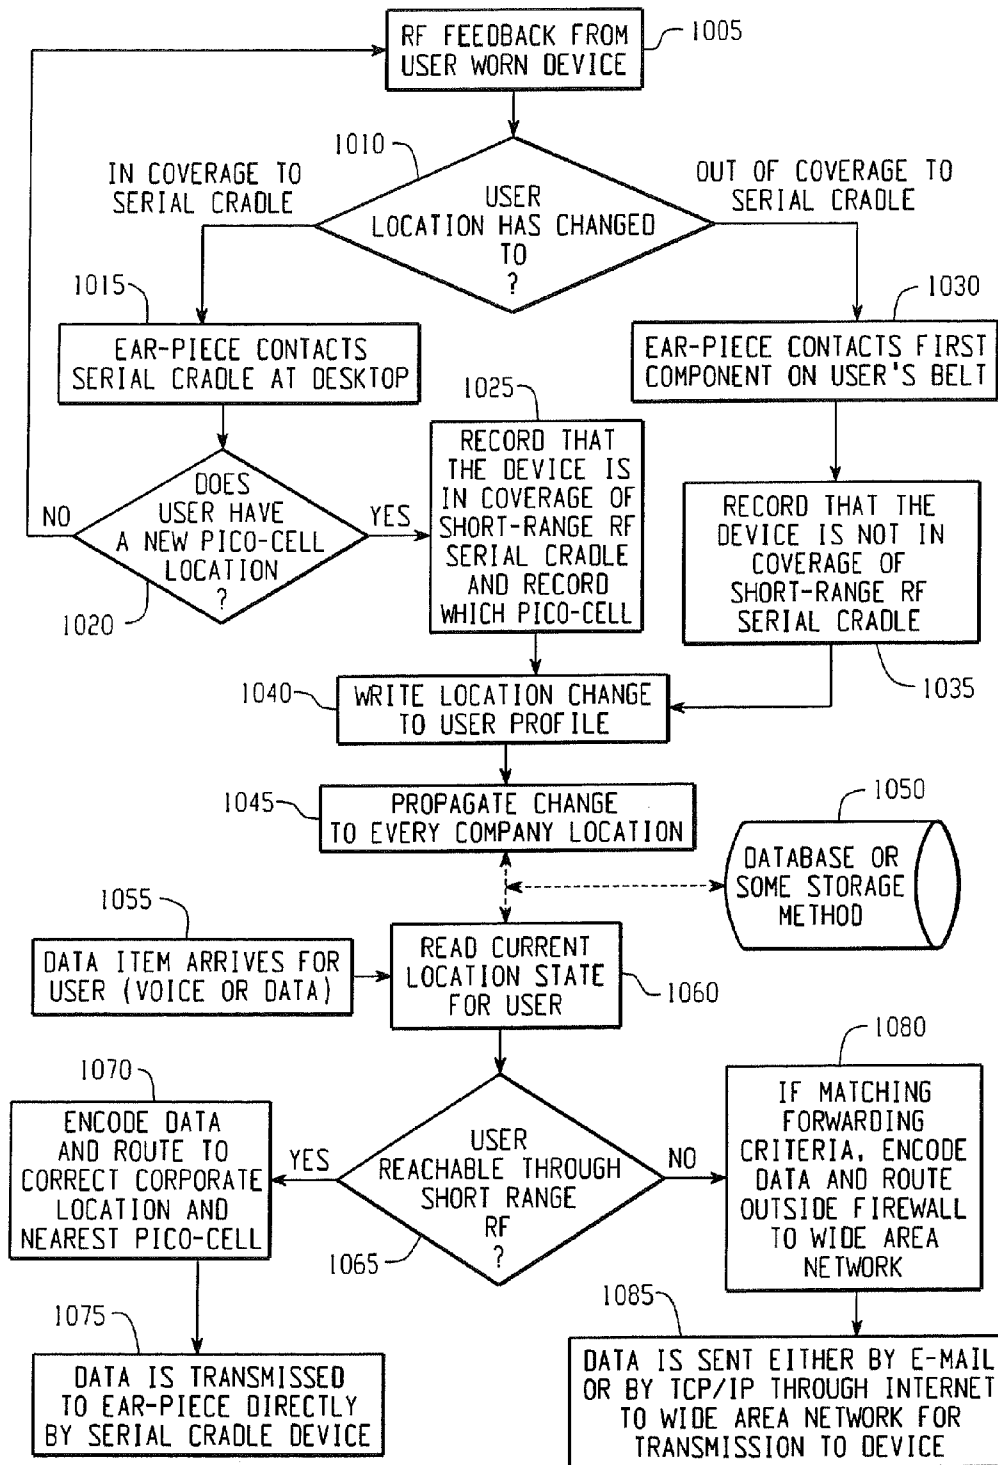 RF FEEDBACK FROM
USER WORN DEVICE
1005
1010
IN COVERAGE TO
SERIAL CRADLE
USER
LOCATION HAS CHANGED
TO
?
OUT OF COVERAGE TO
SERIAL CRADLE
1015
EAR-PIECE CONTACTS
SERIAL CRADLE AT DESKTOP
1030
EAR-PIECE CONTACTS FIRST
COMPONENT ON USER'S BELT
DOES
USER HAVE
A NEW PICO-CELL
LOCATION
?
NO
YES
1020
1025
RECORD THAT
THE DEVICE IS
IN COVERAGE OF
SHORT-RANGE RF
SERIAL CRADLE
AND RECORD
WHICH PICO-CELL
RECORD THAT THE
DEVICE IS NOT IN
COVERAGE OF
SHORT-RANGE RF
SERIAL CRADLE
1035
1040
WRITE LOCATION CHANGE
TO USER PROFILE
1045
PROPAGATE CHANGE
TO EVERY COMPANY LOCATION
1050
DATABASE OR
SOME STORAGE
METHOD
1055
DATA ITEM ARRIVES FOR
USER (VOICE OR DATA)
READ CURRENT
LOCATION STATE
FOR USER
1060
1070
ENCODE DATA
AND ROUTE TO
CORRECT CORPORATE
LOCATION AND
NEAREST PICO-CELL
YES
USER
REACHABLE THROUGH
SHORT RANGE
RF
?
1065
NO
1080
IF MATCHING
FORWARDING
CRITERIA, ENCODE
DATA AND ROUTE
OUTSIDE FIREWALL
TO WIDE AREA
NETWORK
1075
DATA IS TRANSMISSED
TO EAR-PIECE DIRECTLY
BY SERIAL CRADLE DEVICE
1085
DATA IS SENT EITHER BY E-MAIL
OR BY TCP/IP THROUGH INTERNET
TO WIDE AREA NETWORK FOR
TRANSMISSION TO DEVICE